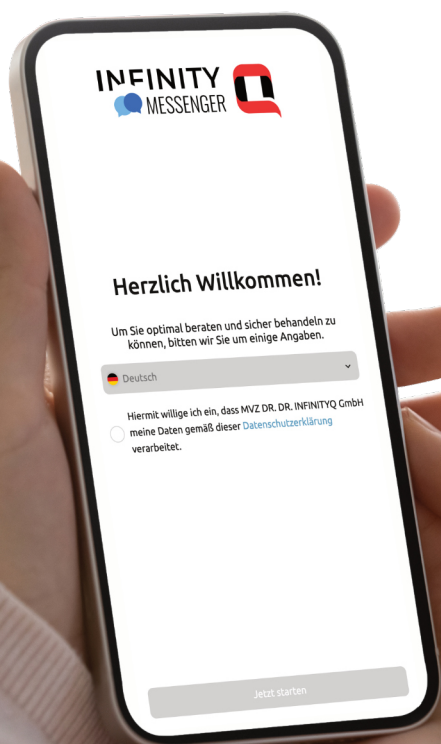 INFINITY
MESSENGER
Herzlich Willkommen!
Um Sie optimal beraten und sicher behandeln zu
können, bitten wir Sie um einige Angaben.
Deutsch
Hiermit willige ich ein, dass MVZ DR. DR. INFINITYQ GmbH
meine Daten gemäß dieser Datenschutzerklärung
verarbeitet.
Jetzt starten